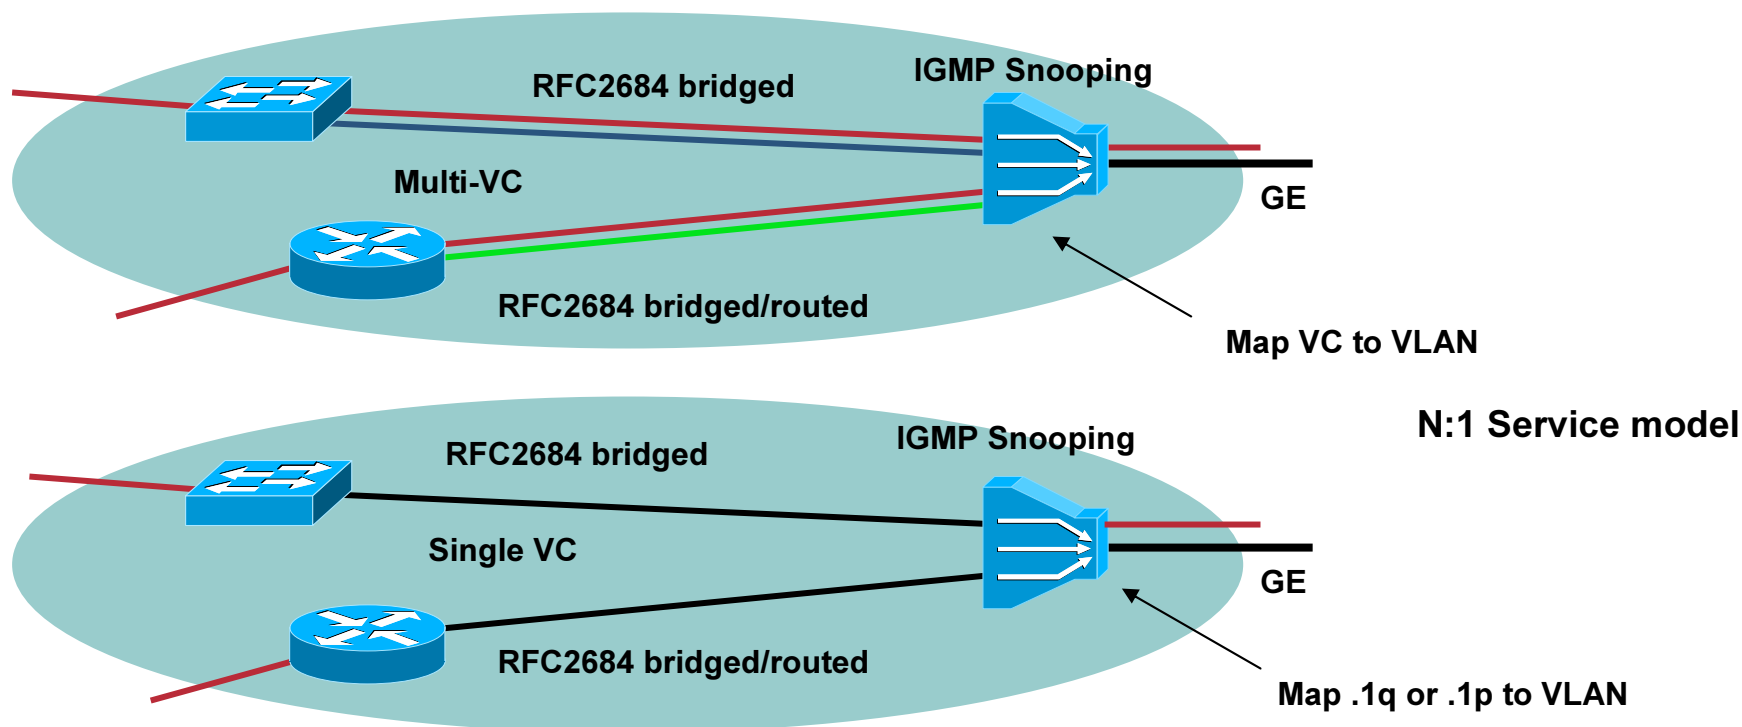 IGMP Snooping
RFC2684 bridged
Multi-VC
GE
RFC2684 bridged/routed
Map VC to VLAN
N:1 Service model
IGMP Snooping
RFC2684 bridged
Single VC
GE
RFC2684 bridged/routed
Map .1q or .1p to VLAN